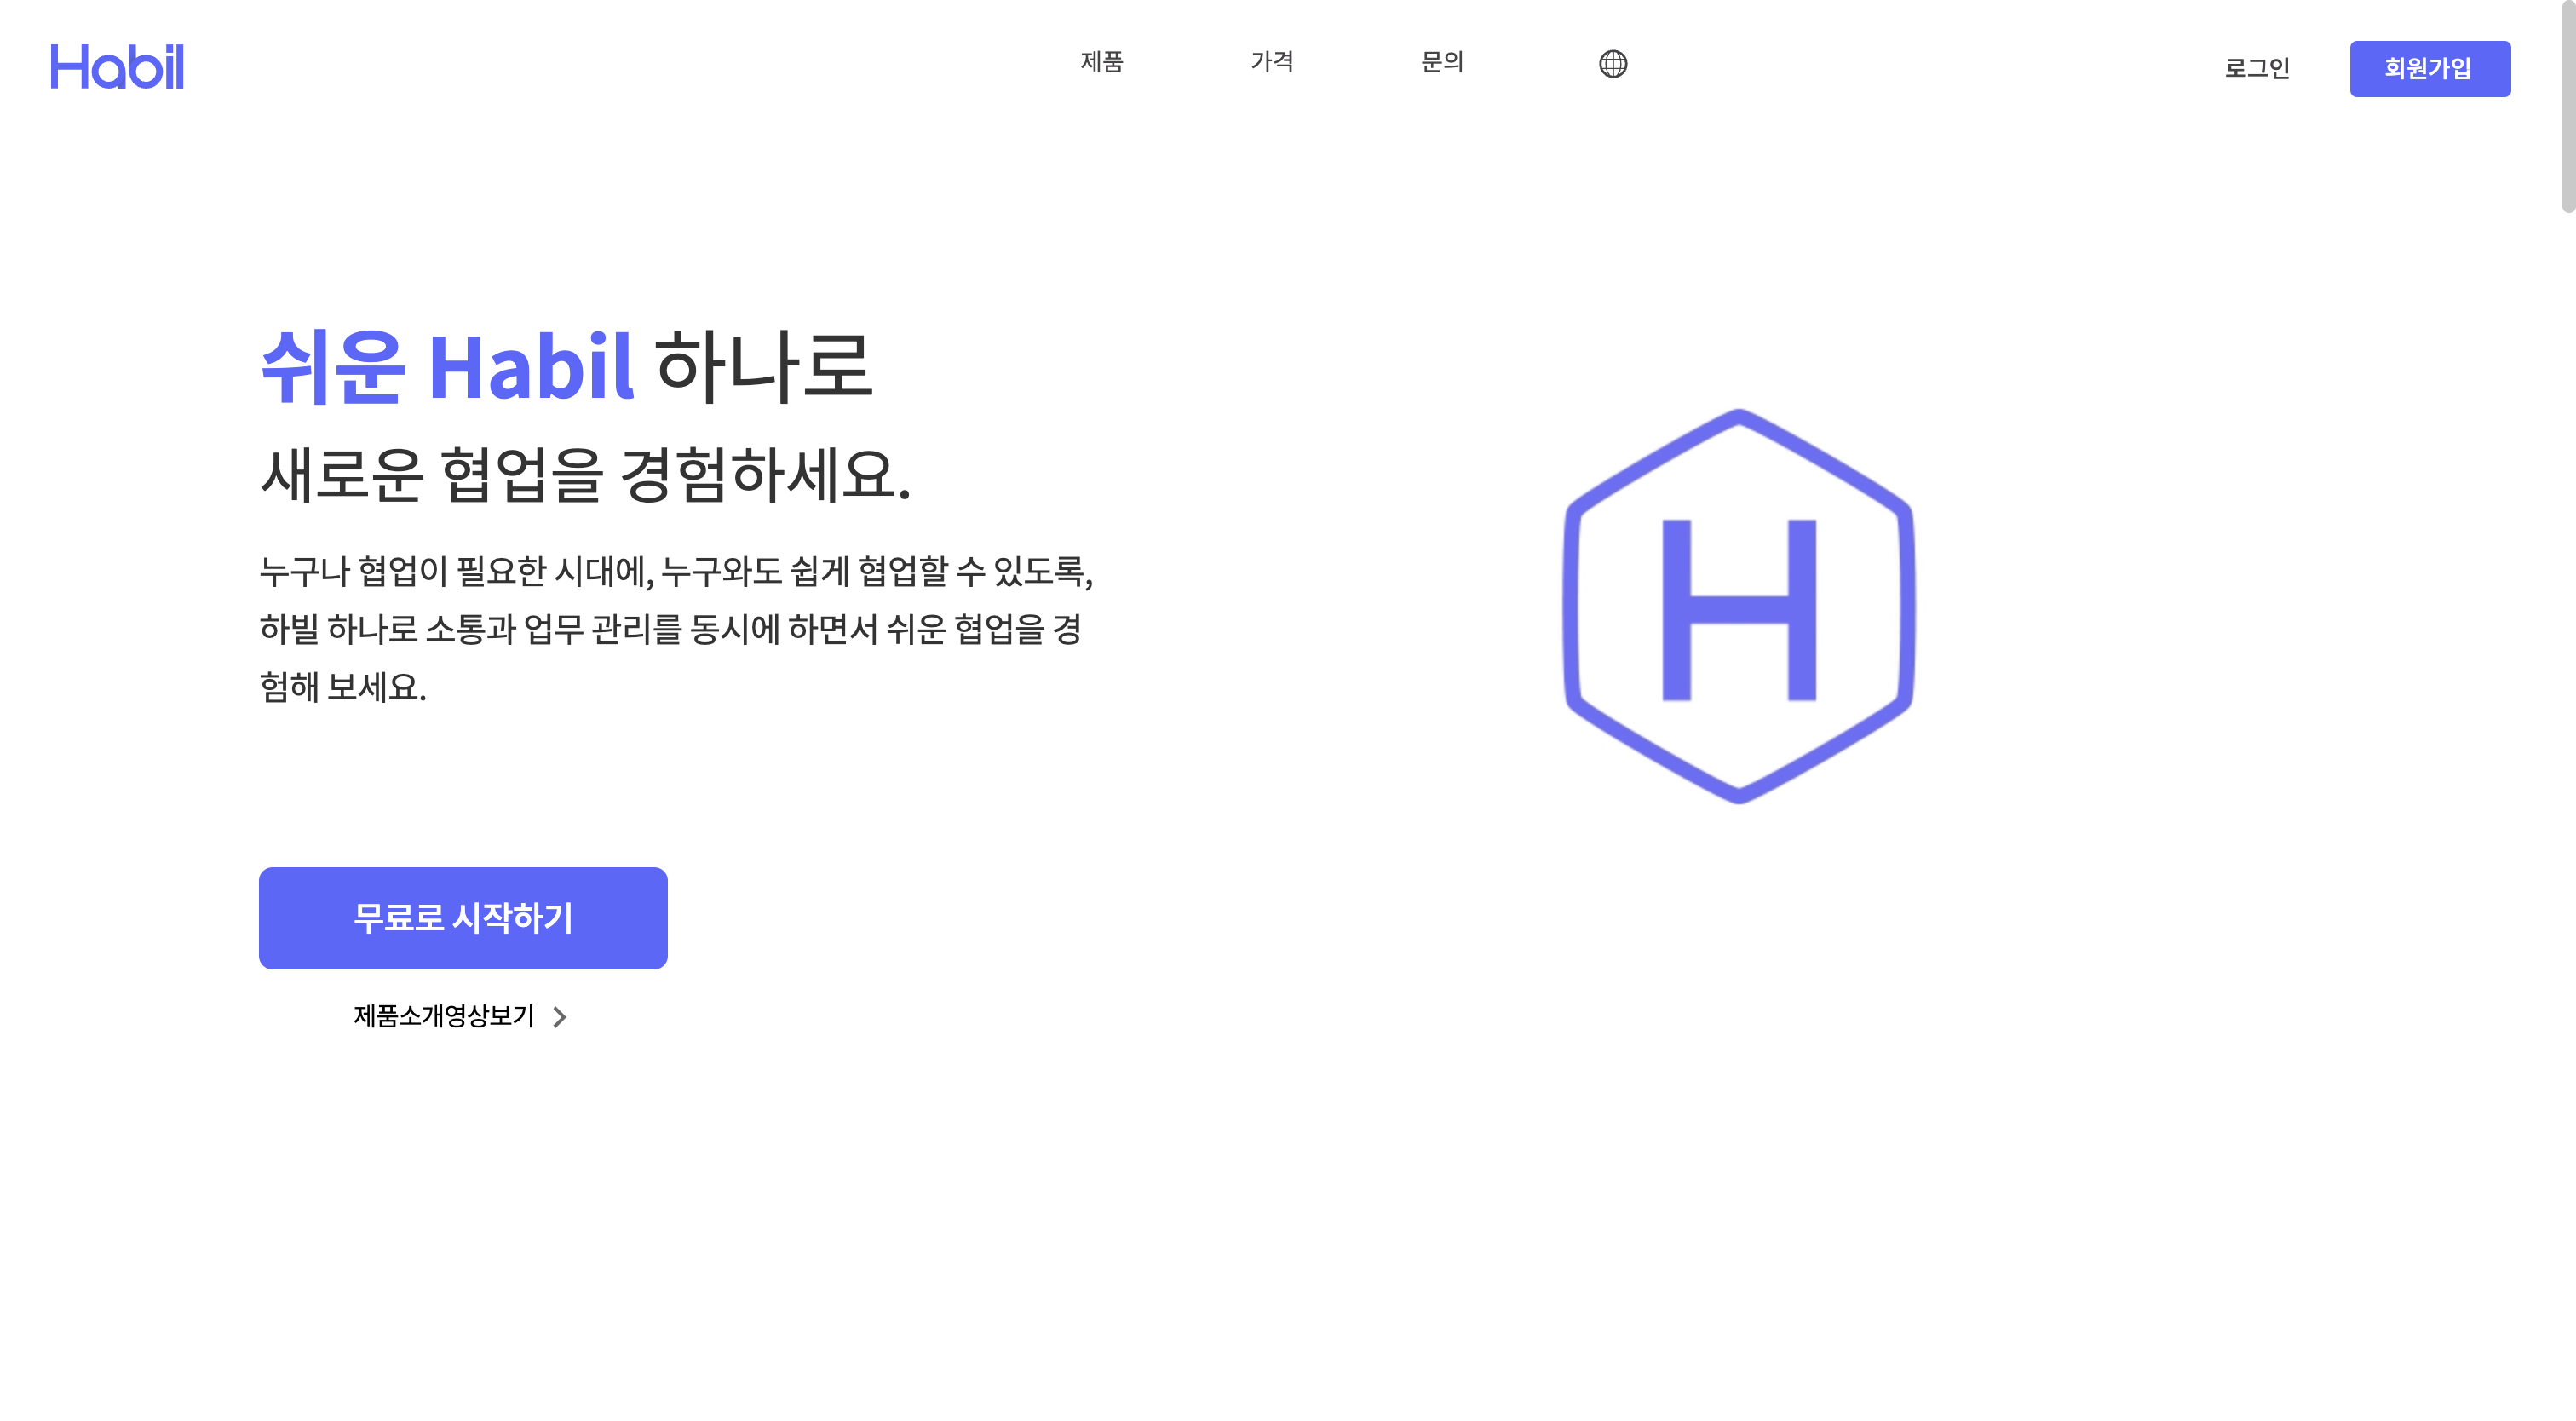 Habil
제품
가격
문의
로그인
회원가입
쉬운 Habil 하나로
새로운 협업을 경험하세요.
누구나 협업이 필요한 시대에, 누구와도 쉽게 협업할 수 있도록,
하빌 하나로 소통과 업무 관리를 동시에 하면서 쉬운 협업을 경
험해 보세요.
H
무료로 시작하기
제품소개영상보기